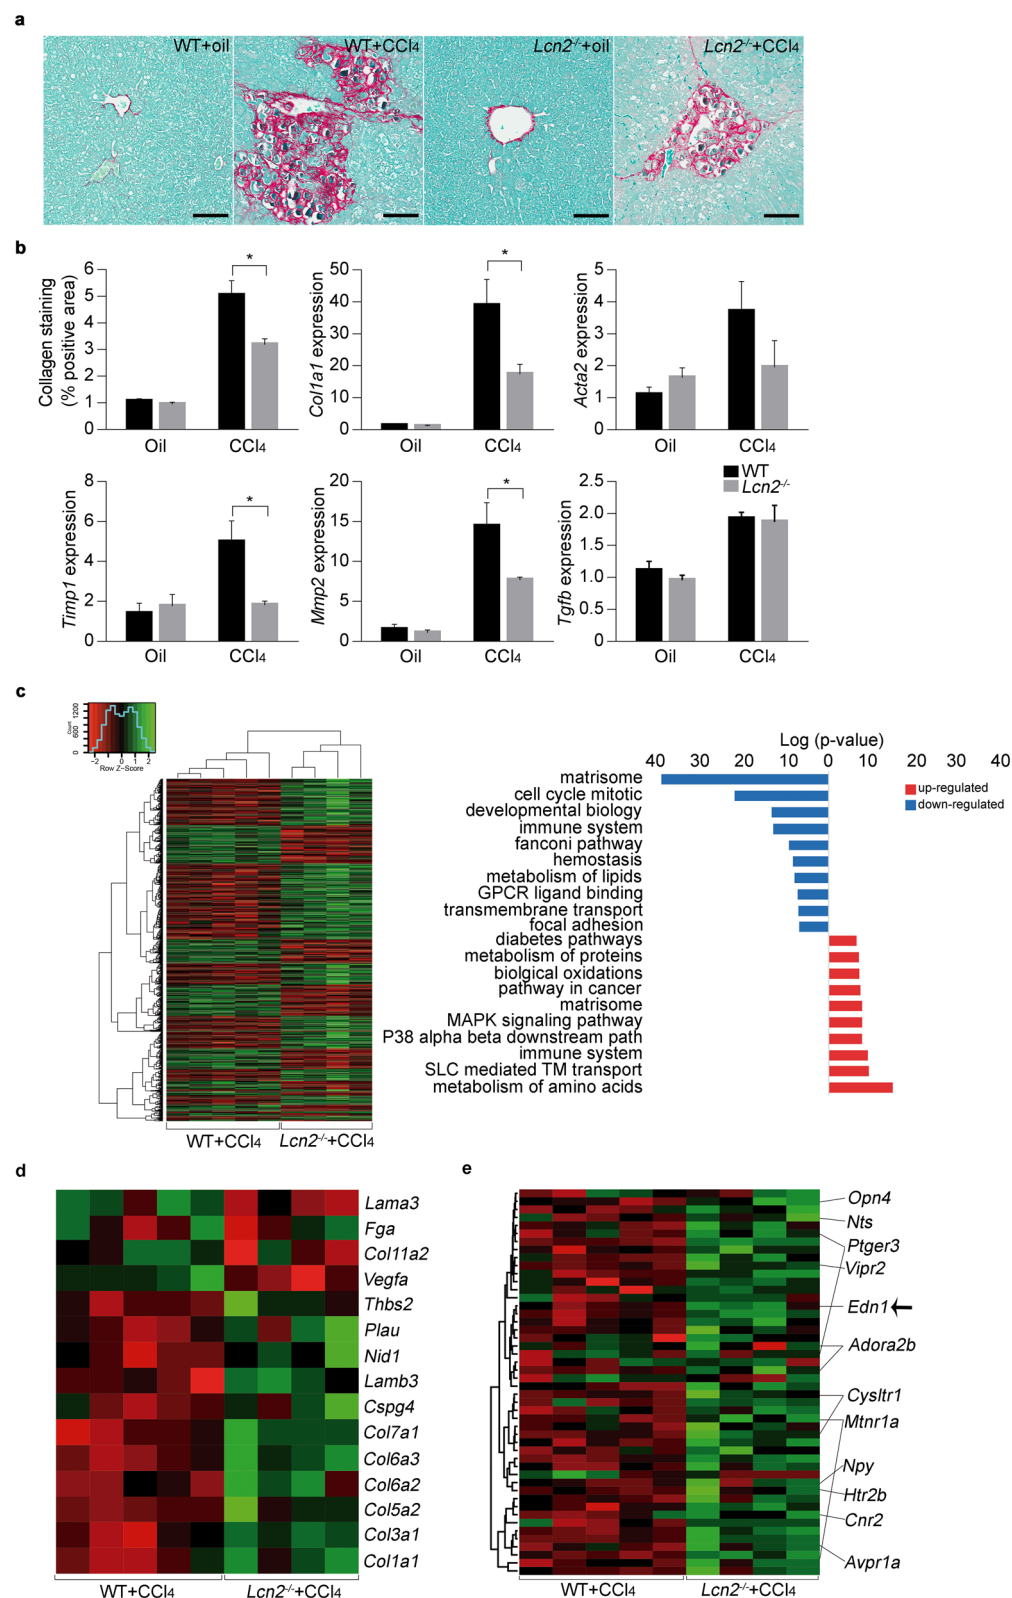 a
WT+oil
WT+CCl4
Lcn2-/-+oil
Lcn2-/-+CCl4
b
Collagen staining
(% positive area)
6
5
4
3
2
1
0
Oil
CCl4
*
Col1a1 expression
50
40
30
20
10
0
Oil
CCl4
*
Acta2 expression
5
4
3
2
1
0
Oil
CCl4
WT
Lcn2-/-
Timp1 expression
8
6
4
2
0
Oil
CCl4
*
Mmp2 expression
20
15
10
5
0
Oil
CCl4
*
Tgfb expression
2.5
2.0
1.5
1.0
0.5
0
Oil
CCl4
c
Count
0 600 1200
−2 −1 0 1 2
Row Z−Score
WT+CCl4
Lcn2-/-+CCl4
Log (p-value)
40 30 20 10 0 10 20 30 40
up-regulated
down-regulated
matrisome
cell cycle mitotic
developmental biology
immune system
fanconi pathway
hemostasis
metabolism of lipids
GPCR ligand binding
transmembrane transport
focal adhesion
diabetes pathways
metabolism of proteins
biolgical oxidations
pathway in cancer
matrisome
MAPK signaling pathway
P38 alpha beta downstream path
immune system
SLC mediated TM transport
metabolism of amino acids
d
Lama3
Fga
Col11a2
Vegfa
Thbs2
Plau
Nid1
Lamb3
Cspg4
Col7a1
Col6a3
Col6a2
Col5a2
Col3a1
Col1a1
WT+CCl4
Lcn2-/-+CCl4
e
Opn4
Nts
Ptger3
Vipr2
Edn1
Adora2b
Cysltr1
Mtnr1a
Npy
Htr2b
Cnr2
Avpr1a
WT+CCl4
Lcn2-/-+CCl4